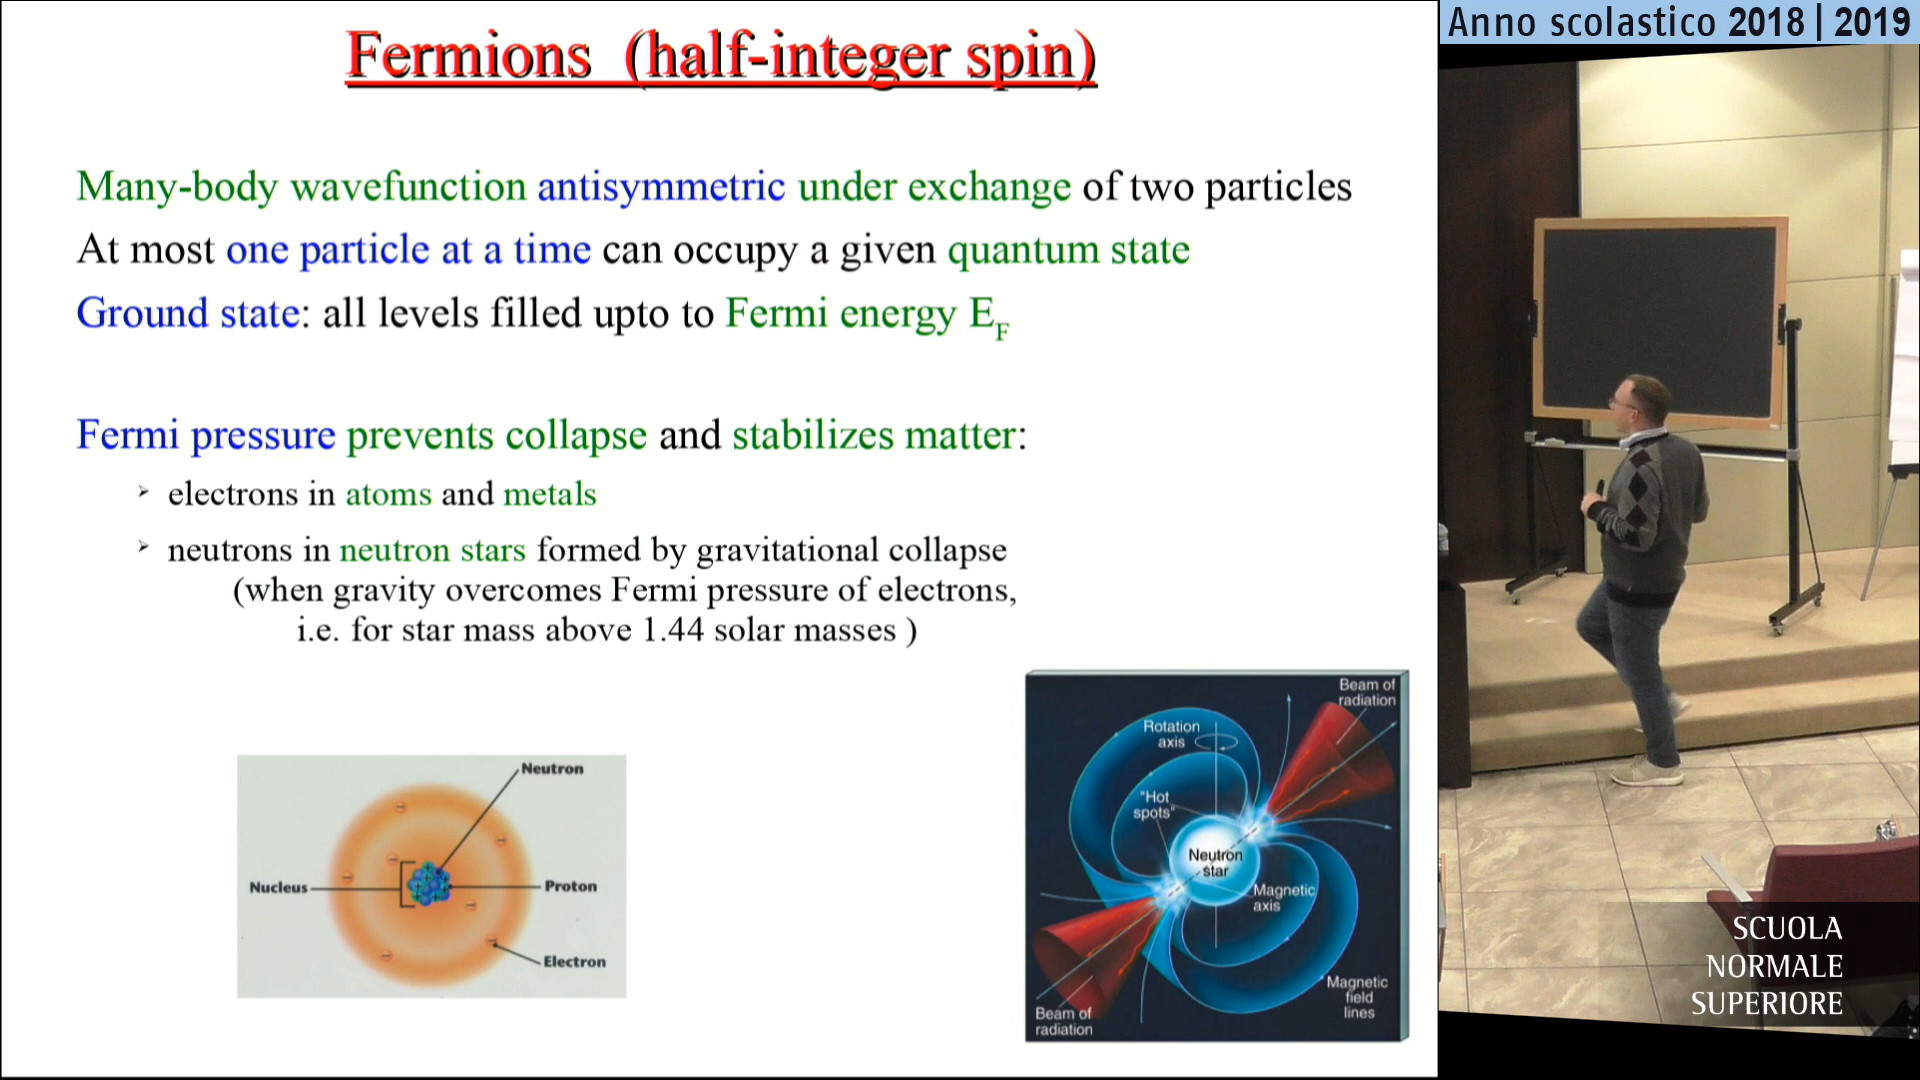 Fermions (half-integer spin)
Many-body wavefunction antisymmetric under exchange of two particles
At most one particle at a time can occupy a given quantum state
Ground state: all levels filled upto to Fermi energy E_F
Fermi pressure prevents collapse and stabilizes matter:
➢ electrons in atoms and metals
➢ neutrons in neutron stars formed by gravitational collapse
(when gravity overcomes Fermi pressure of electrons,
i.e. for star mass above 1.44 solar masses )
Neutron
Nucleus
Proton
Electron
Beam of
radiation
Rotation
axis
"Hot
spots"
Neutron
star
Magnetic
axis
Magnetic
field
lines
Beam of
radiation
Anno scolastico 2018 | 2019
SCUOLA
NORMALE
SUPERIORE